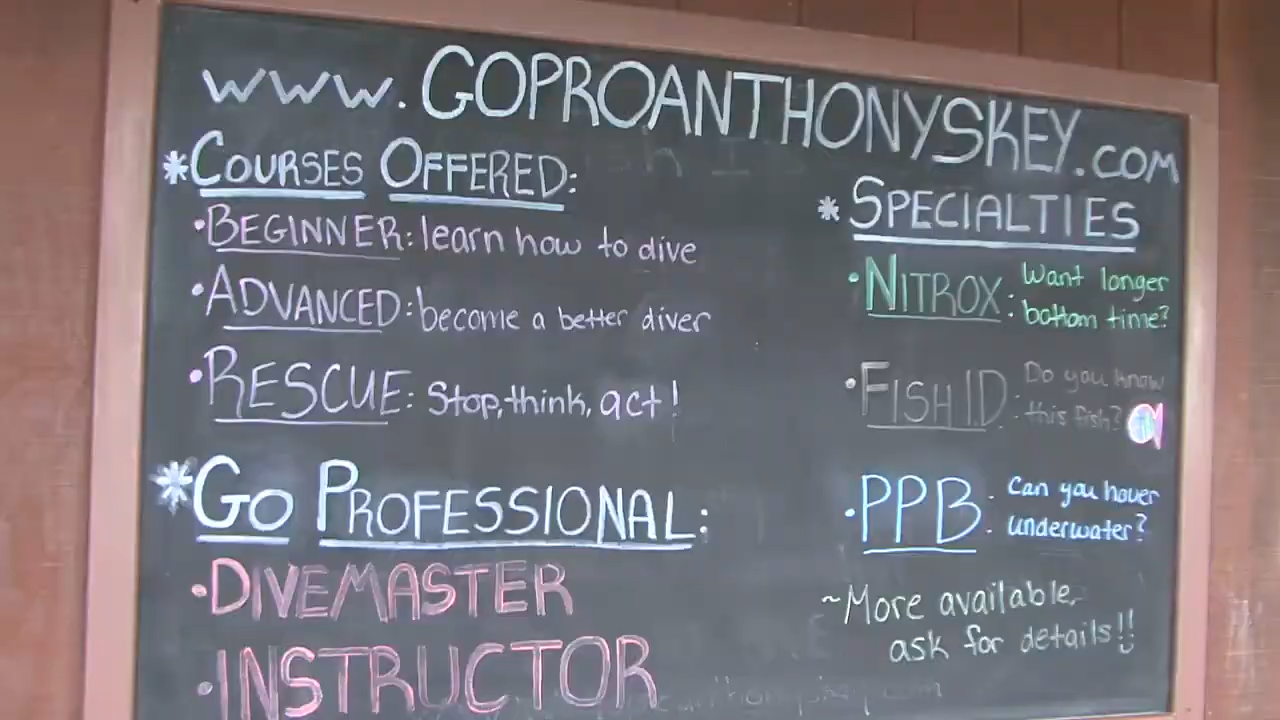 www.GOPROANTHONYSKEY.COM
*COURSES OFFERED:
•BEGINNER: learn how to dive
•ADVANCED: become a better diver
•RESCUE: Stop, think, act!
*GO PROFESSIONAL:
•DIVEMASTER
•INSTRUCTOR
* SPECIALTIES
•NITROX: Want longer
bottom time?
•FISH I.D: Do you know
this fish?
•PPB: Can you hover
underwater?
~More available,
ask for details!!